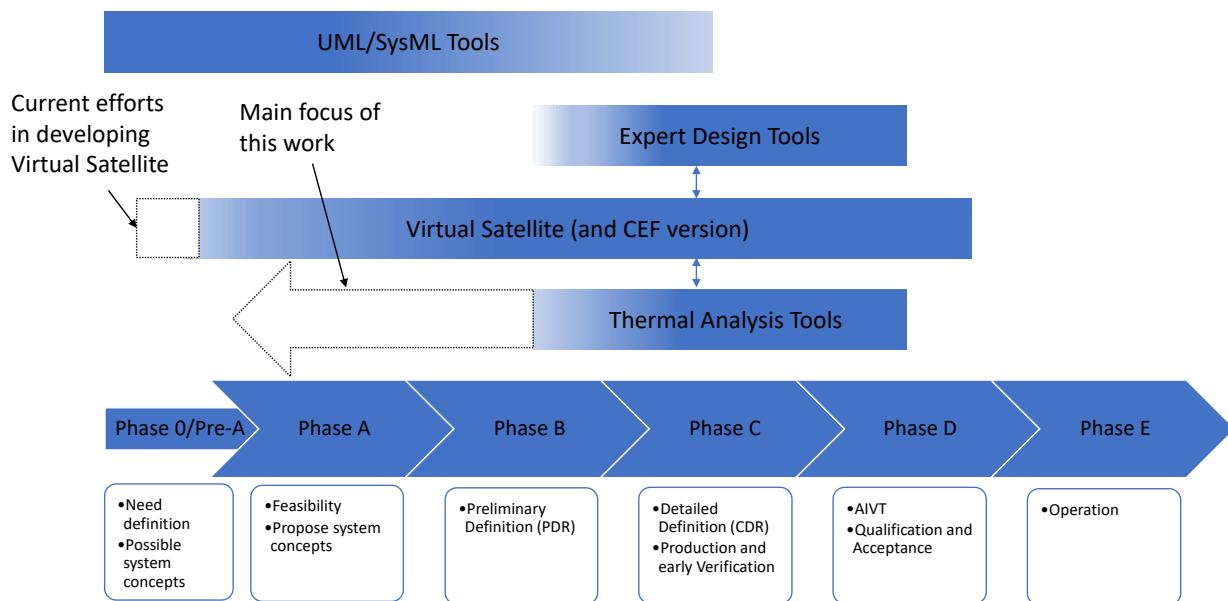 UML/SysML Tools
Current efforts
in developing
Virtual Satellite
Main focus of
this work
Expert Design Tools
Virtual Satellite (and CEF version)
Thermal Analysis Tools
Phase 0/Pre-A
Phase A
Phase B
Phase C
Phase D
Phase E
•Need
definition
•Possible
system
concepts
•Feasibility
•Propose system
concepts
•Preliminary
Definition (PDR)
•Detailed
Definition (CDR)
•Production and
early Verification
•AIVT
•Qualification and
Acceptance
•Operation